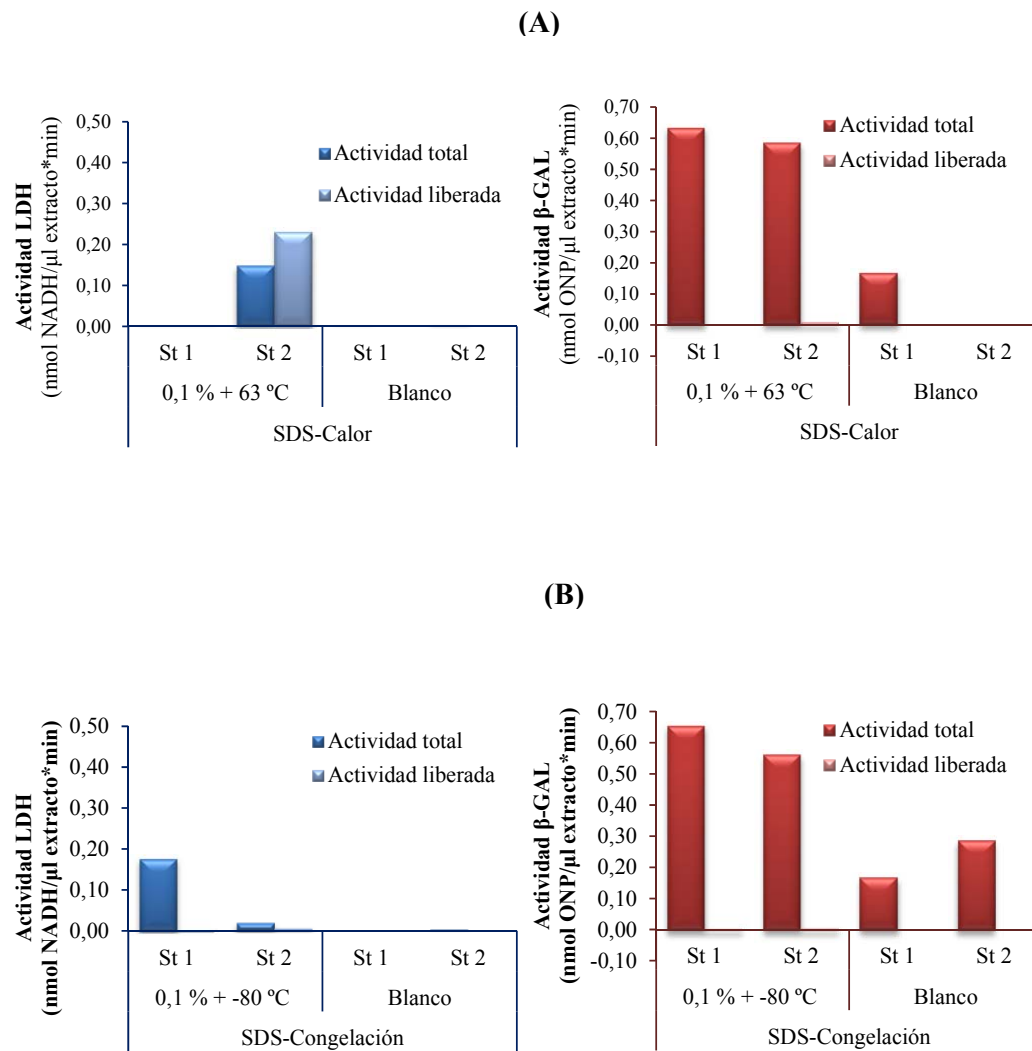 (A)
Actividad LDH
(nmol NADH/µl extracto*min)
0,50
0,40
0,30
0,20
0,10
0,00
Actividad total
Actividad liberada
St 1
St 2
St 1
St 2
0,1 % + 63 ºC
Blanco
SDS-Calor
Actividad β-GAL
(nmol ONP/µl extracto*min)
0,70
0,60
0,50
0,40
0,30
0,20
0,10
0,00
-0,10
Actividad total
Actividad liberada
St 1
St 2
St 1
St 2
0,1 % + 63 ºC
Blanco
SDS-Calor
(B)
Actividad LDH
(nmol NADH/µl extracto*min)
0,50
0,40
0,30
0,20
0,10
0,00
Actividad total
Actividad liberada
St 1
St 2
St 1
St 2
0,1 % + -80 ºC
Blanco
SDS-Congelación
Actividad β-GAL
(nmol ONP/µl extracto*min)
0,70
0,60
0,50
0,40
0,30
0,20
0,10
0,00
-0,10
Actividad total
Actividad liberada
St 1
St 2
St 1
St 2
0,1 % + -80 ºC
Blanco
SDS-Congelación